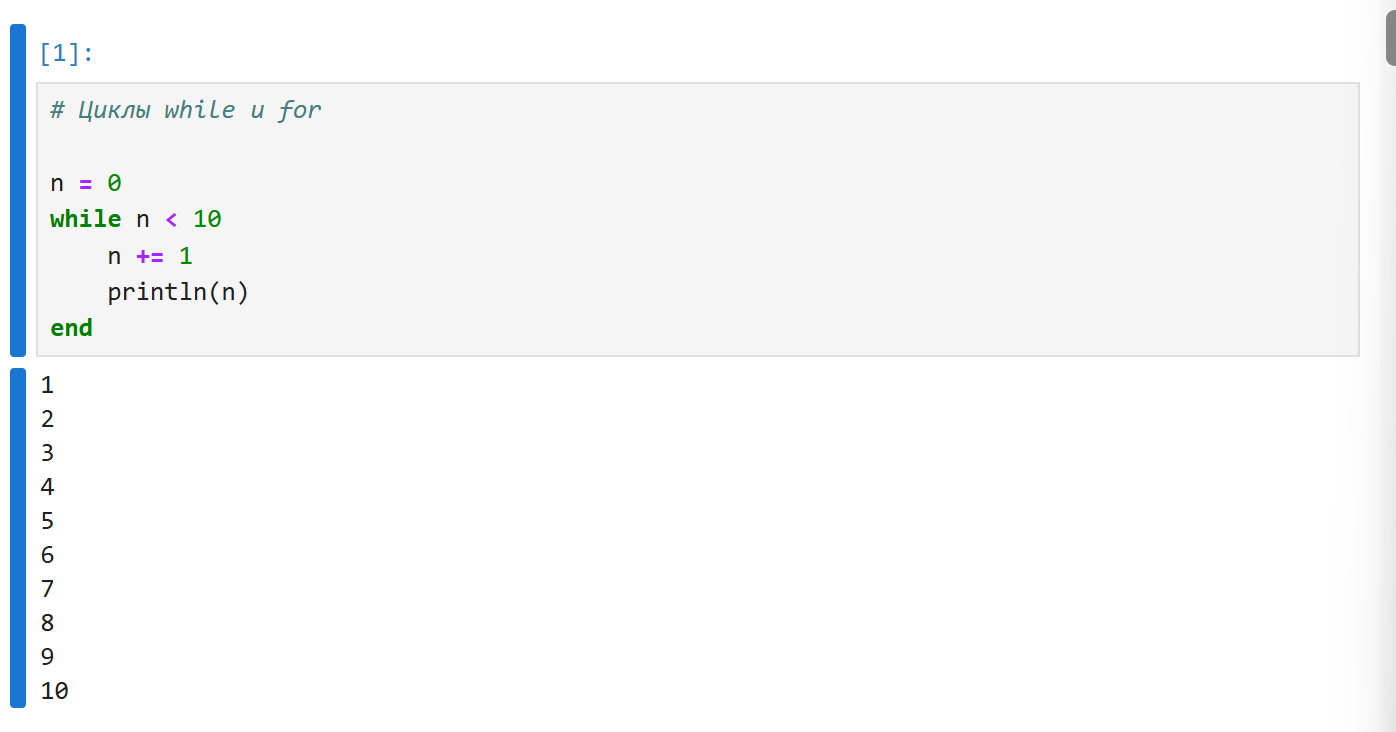 [1]:
# Циклы while и for
n = 0
while n < 10
    n += 1
    println(n)
end
1
2
3
4
5
6
7
8
9
10